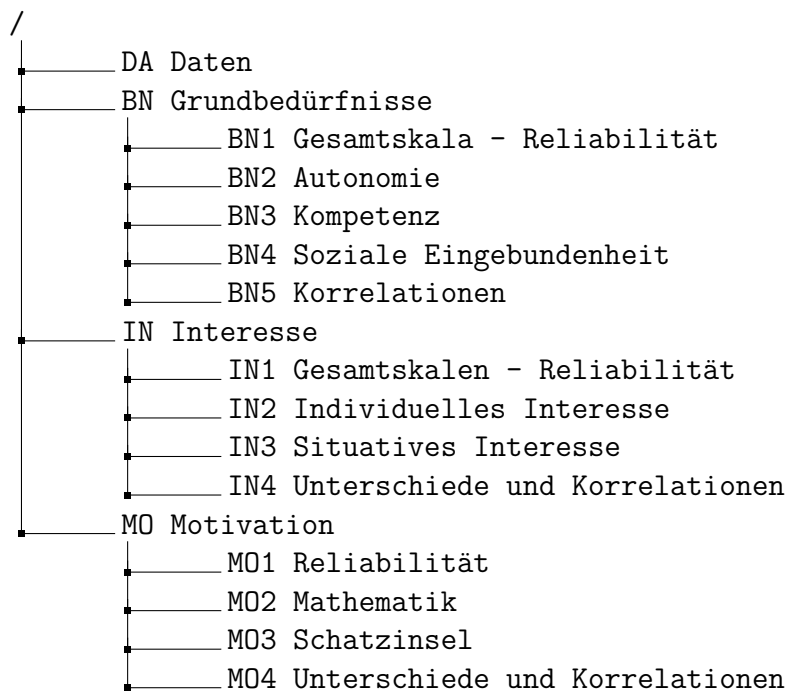 /
DA Daten
BN Grundbedürfnisse
BN1 Gesamtskala - Reliabilität
BN2 Autonomie
BN3 Kompetenz
BN4 Soziale Eingebundenheit
BN5 Korrelationen
IN Interesse
IN1 Gesamtskalen - Reliabilität
IN2 Individuelles Interesse
IN3 Situatives Interesse
IN4 Unterschiede und Korrelationen
MO Motivation
MO1 Reliabilität
MO2 Mathematik
MO3 Schatzinsel
MO4 Unterschiede und Korrelationen